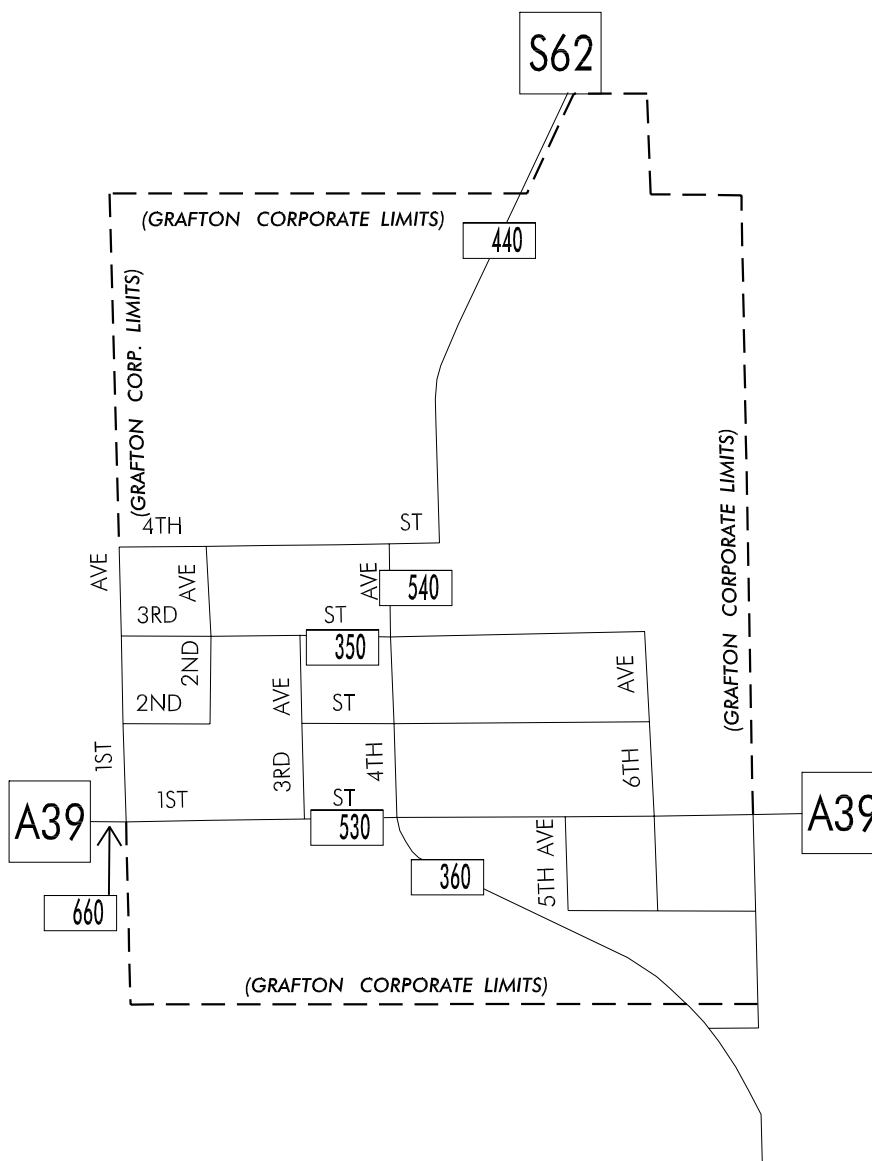 S62
(GRAFTON CORPORATE LIMITS)
440
(GRAFTON CORP. LIMITS)
(GRAFTON CORPORATE LIMITS)
4TH ST
AVE
AVE
AVE
540
3RD ST
350
2ND
AVE
AVE
2ND ST
1ST
3RD
4TH
6TH
A39
1ST ST
530
A39
5TH AVE
360
660
(GRAFTON CORPORATE LIMITS)